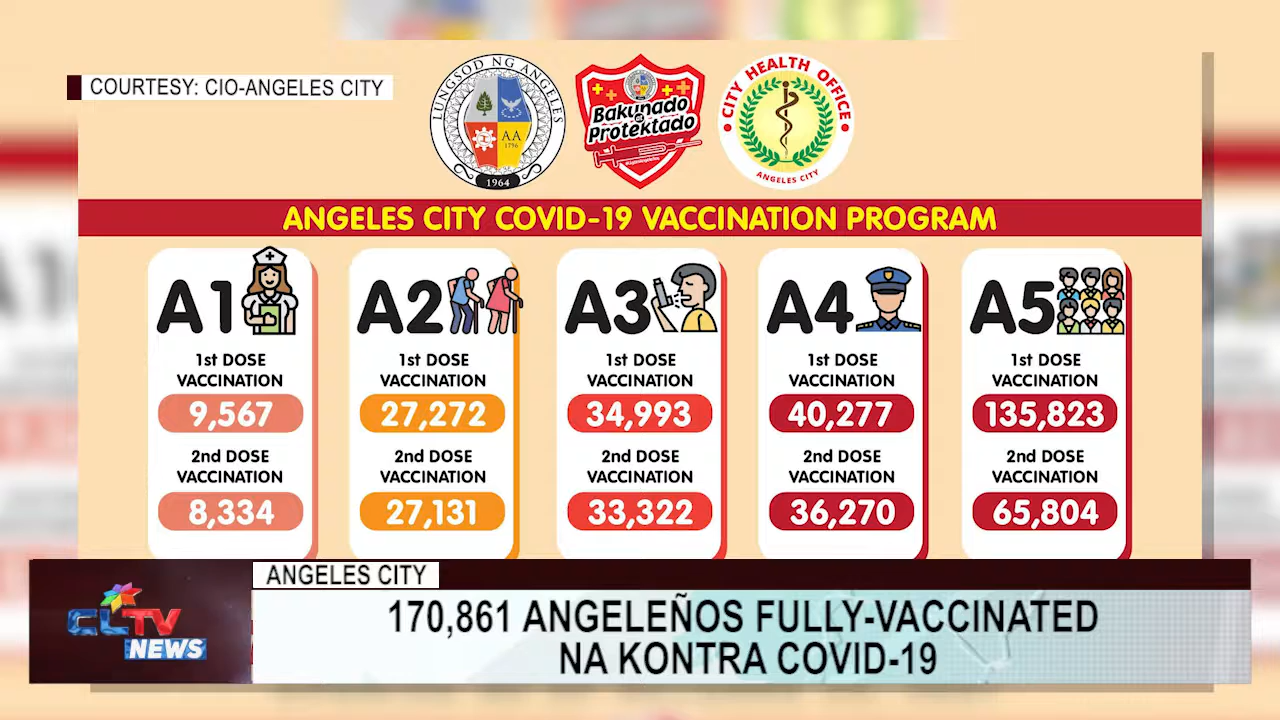 COURTESY: CIO-ANGELES CITY
LUNGSOD NG ANGELES
AA
1796
1964
Bakunado
at
Protektado
CITY HEALTH OFFICE
ANGELES CITY
ANGELES CITY COVID-19 VACCINATION PROGRAM
A1
1st DOSE
VACCINATION
9,567
2nd DOSE
VACCINATION
8,334
A2
1st DOSE
VACCINATION
27,272
2nd DOSE
VACCINATION
27,131
A3
1st DOSE
VACCINATION
34,993
2nd DOSE
VACCINATION
33,322
A4
1st DOSE
VACCINATION
40,277
2nd DOSE
VACCINATION
36,270
A5
1st DOSE
VACCINATION
135,823
2nd DOSE
VACCINATION
65,804
ANGELES CITY
CLTV
NEWS
170,861 ANGELEÑOS FULLY-VACCINATED
NA KONTRA COVID-19